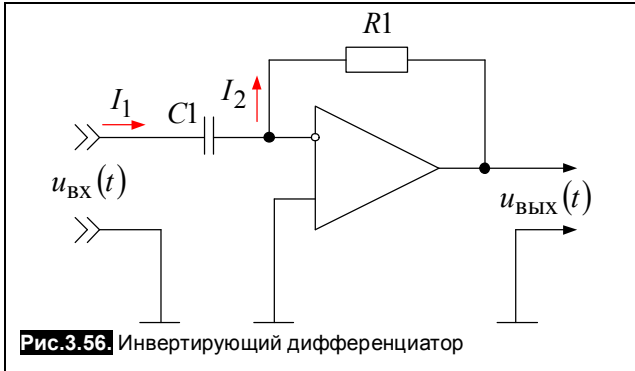 R1
I₁
C1
I₂
uвх(t)
uвых(t)
Рис.3.56. Инвертирующий дифференциатор